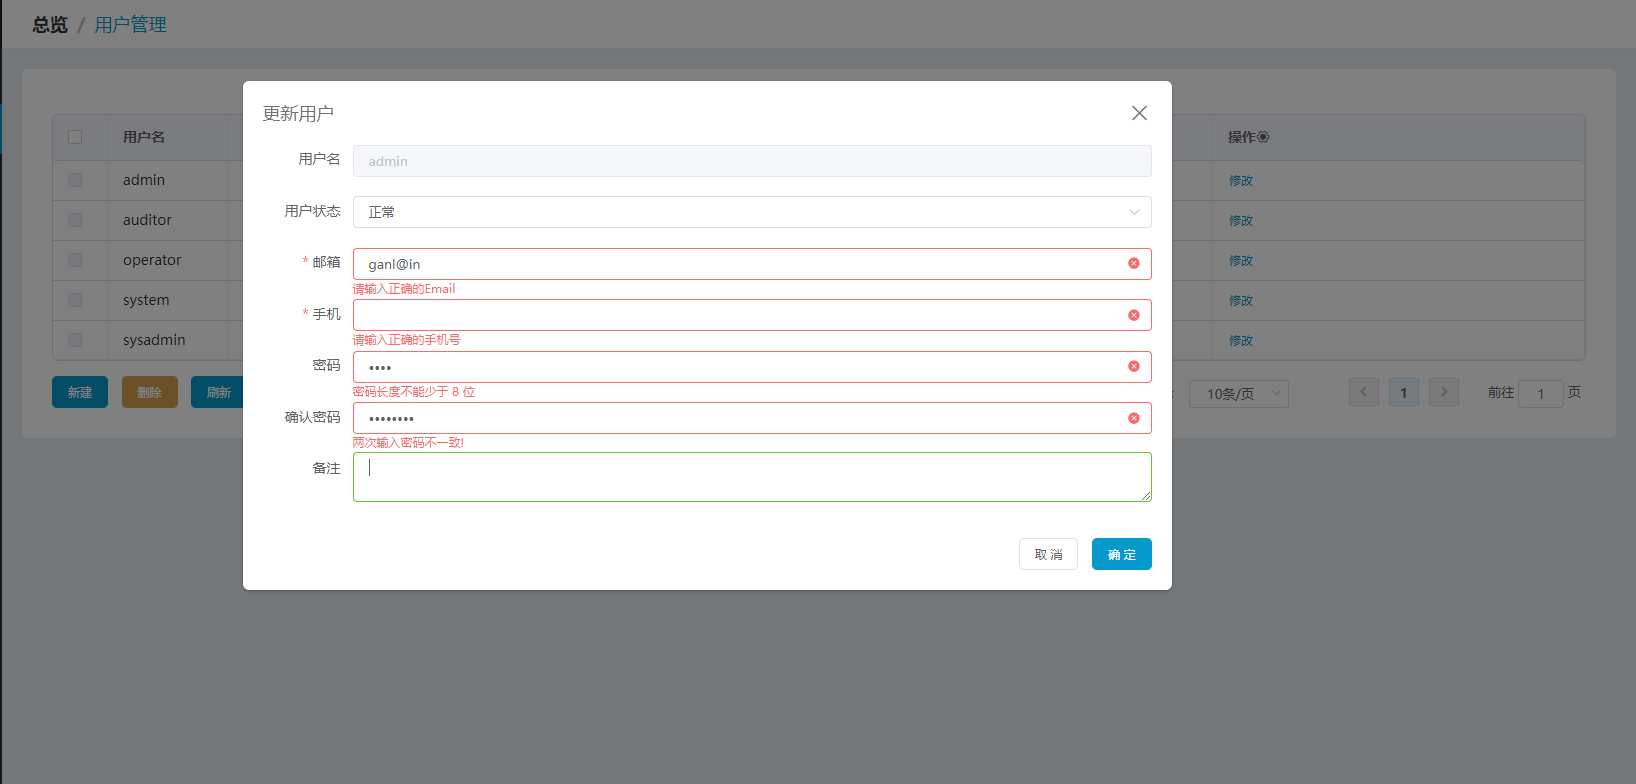 总览 / 用户管理
更新用户
用户名 操作
用户名 admin
admin 修改
用户状态 正常
auditor 修改
* 邮箱 ganl@in
operator 修改
请输入正确的Email
system 修改
* 手机
请输入正确的手机号
sysadmin 修改
密码 ••••
密码长度不能少于 8 位
新建 删除 刷新 10条/页 1 前往 1 页
确认密码 ••••••••
两次输入密码不一致!
备注
取 消 确 定